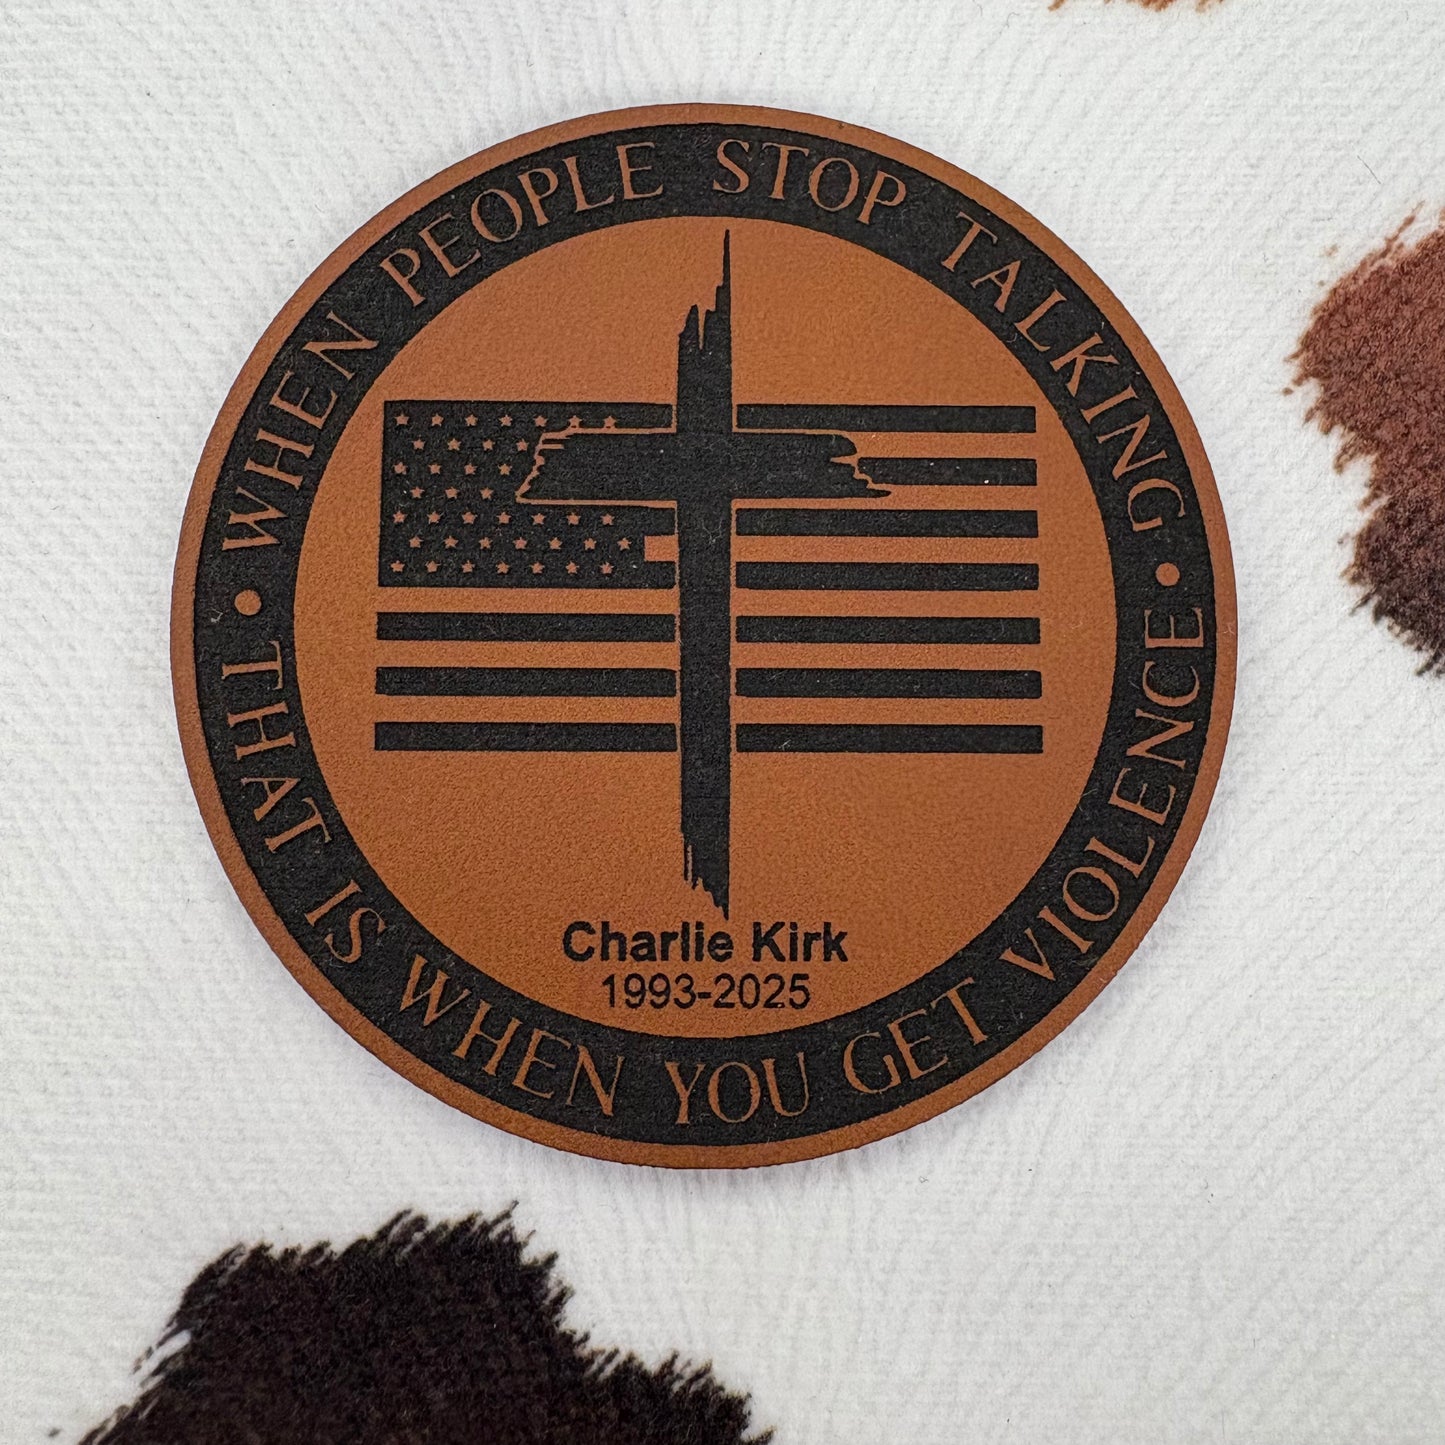 • WHEN PEOPLE STOP TALKING •
THAT IS WHEN YOU GET VIOLENCE
Charlie Kirk
1993-2025